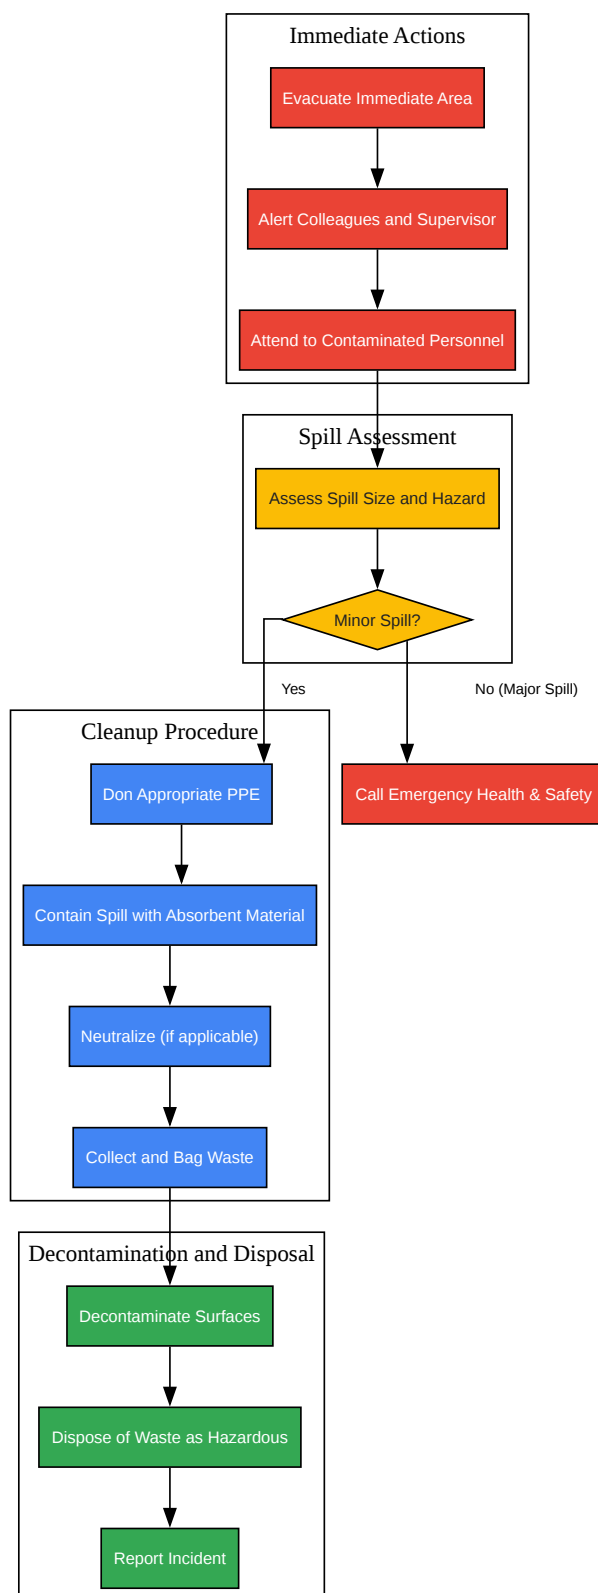 Immediate Actions
Evacuate Immediate Area
Alert Colleagues and Supervisor
Attend to Contaminated Personnel
Spill Assessment
Assess Spill Size and Hazard
Minor Spill?
Yes
No (Major Spill)
Cleanup Procedure
Don Appropriate PPE
Call Emergency Health & Safety
Contain Spill with Absorbent Material
Neutralize (if applicable)
Collect and Bag Waste
Decontamination and Disposal
Decontaminate Surfaces
Dispose of Waste as Hazardous
Report Incident